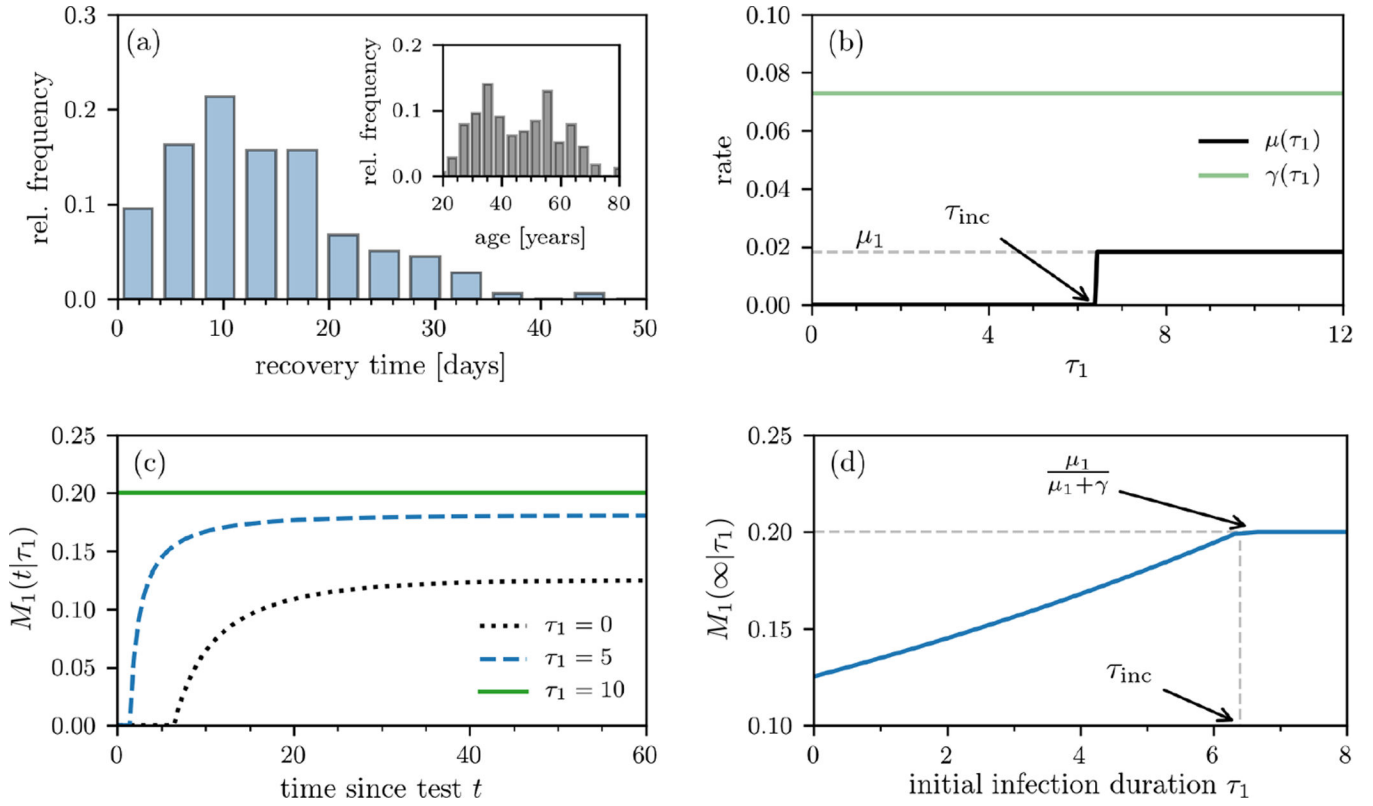 (a)
rel. frequency
0.3
0.2
0.1
0.0
0 10 20 30 40 50
recovery time [days]
rel. frequency
0.2
0.1
0.0
20 40 60 80
age [years]
(b)
rate
0.10
0.08
0.06
0.04
0.02
0.00
μ(τ₁)
γ(τ₁)
τinc
μ₁
0 4 8 12
τ₁
(c)
M₁(t|τ₁)
0.25
0.20
0.15
0.10
0.05
0.00
τ₁ = 0
τ₁ = 5
τ₁ = 10
0 20 40 60
time since test t
(d)
M₁(∞|τ₁)
0.25
0.20
0.15
0.10
μ₁
μ₁+γ
τinc
0 2 4 6 8
initial infection duration τ₁